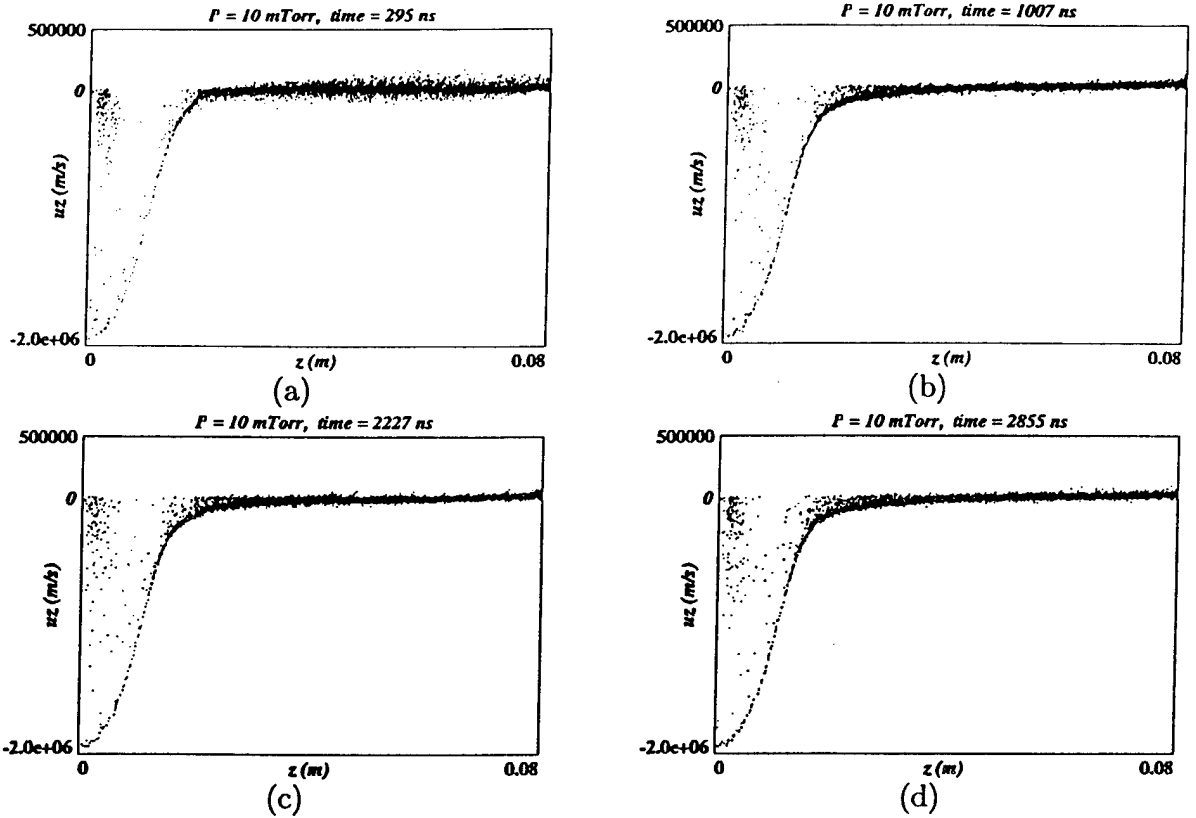 P = 10 mTorr, time = 295 ns
500000
0
uz (m/s)
-2.0e+06
0
z (m)
0.08
(a)
P = 10 mTorr, time = 1007 ns
500000
0
uz (m/s)
-2.0e+06
0
z (m)
0.08
(b)
P = 10 mTorr, time = 2227 ns
500000
0
uz (m/s)
-2.0e+06
0
z (m)
0.08
(c)
P = 10 mTorr, time = 2855 ns
500000
0
uz (m/s)
-2.0e+06
0
z (m)
0.08
(d)